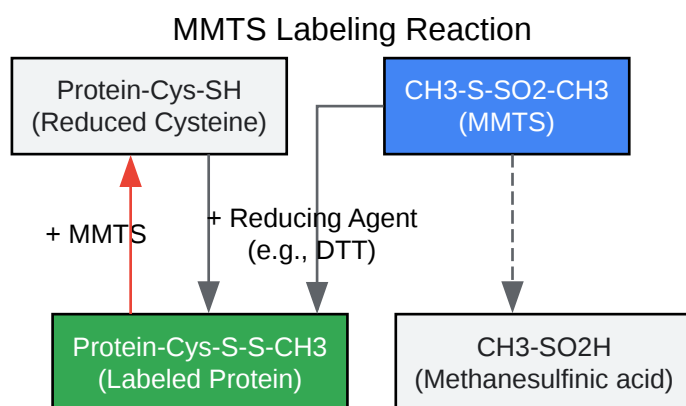 MMTS Labeling Reaction
Protein-Cys-SH
(Reduced Cysteine)
CH3-S-SO2-CH3
(MMTS)
+ MMTS
+ Reducing Agent
(e.g., DTT)
Protein-Cys-S-S-CH3
(Labeled Protein)
CH3-SO2H
(Methanesulfinic acid)